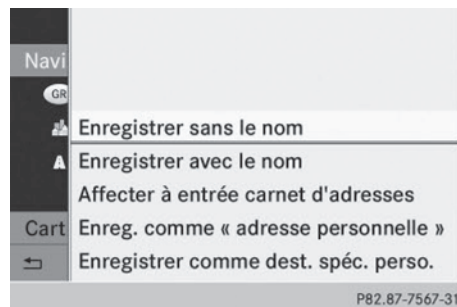 Navi
GR
A
Enregistrer sans le nom
Enregistrer avec le nom
Affecter à entrée carnet d'adresses
Cart
Enreg. comme « adresse personnelle »
Enregistrer comme dest. spéc. perso.
P82.87-7567-31